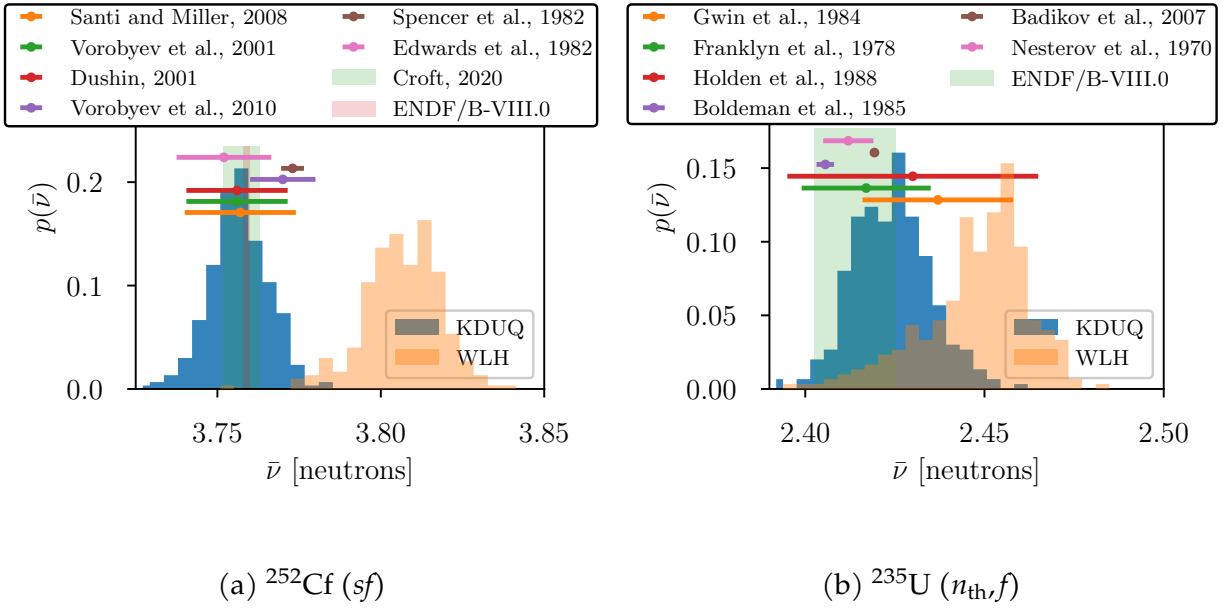 Santi and Miller, 2008
Vorobyev et al., 2001
Dushin, 2001
Vorobyev et al., 2010
Spencer et al., 1982
Edwards et al., 1982
Croft, 2020
ENDF/B-VIII.0
p(ν̄)
0.2
0.1
0.0
KDUQ
WLH
3.75
3.80
3.85
ν̄ [neutrons]
(a) ²⁵²Cf (sf)
Gwin et al., 1984
Franklyn et al., 1978
Holden et al., 1988
Boldeman et al., 1985
Badikov et al., 2007
Nesterov et al., 1970
ENDF/B-VIII.0
p(ν̄)
0.15
0.10
0.05
0.00
KDUQ
WLH
2.40
2.45
2.50
ν̄ [neutrons]
(b) ²³⁵U (n_th, f)